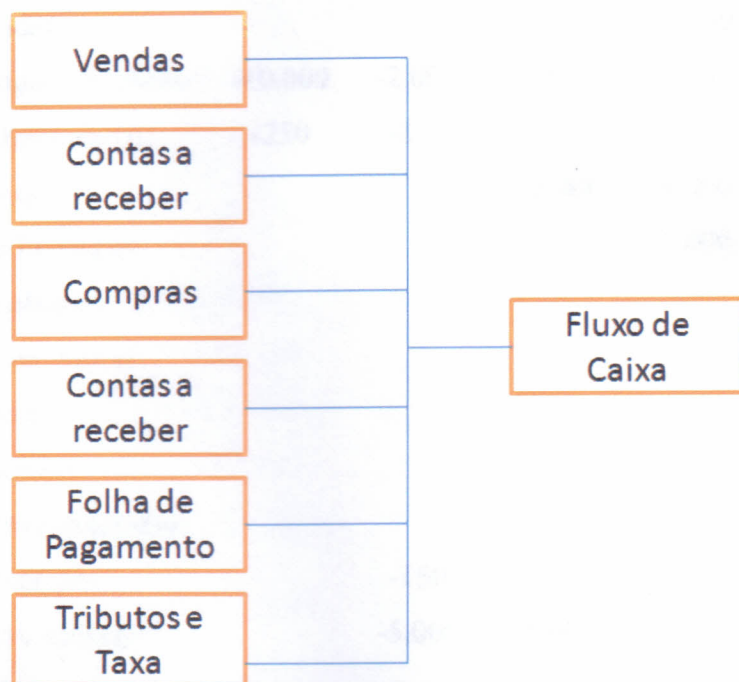 Vendas
Contas a
receber
Compras
Contas a
receber
Fluxo de
Caixa
Folha de
Pagamento
Tributos e
Taxa